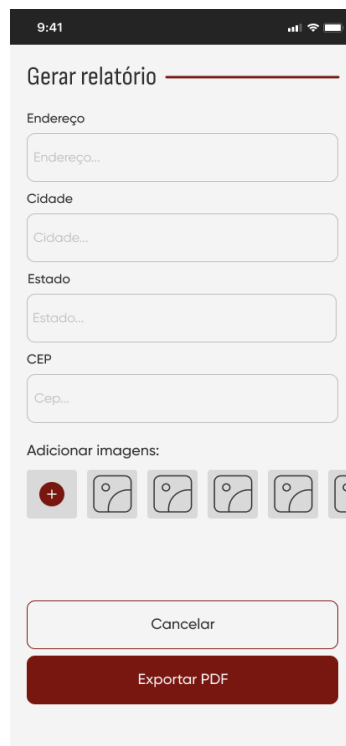 9:41
Gerar relatório
Endereço
Endereço...
Cidade
Cidade...
Estado
Estado...
CEP
Cep...
Adicionar imagens:
Cancelar
Exportar PDF